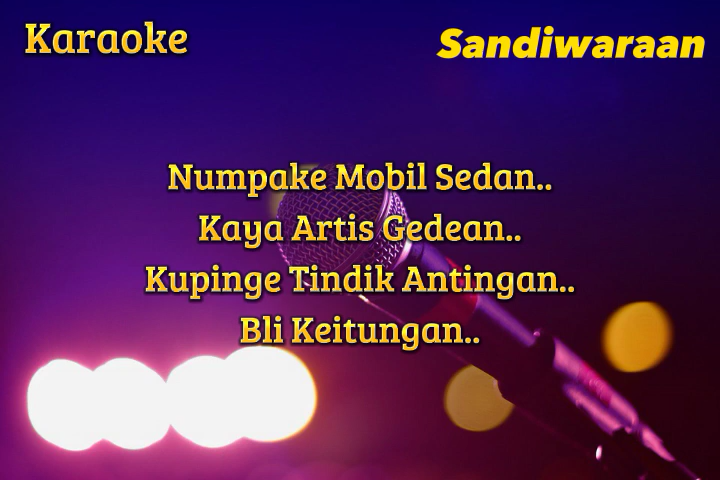 Karaoke
Sandiwaraan
Numpake Mobil Sedan..
Kaya Artis Gedean..
Kupinge Tindik Antingan..
Bli Keitungan..